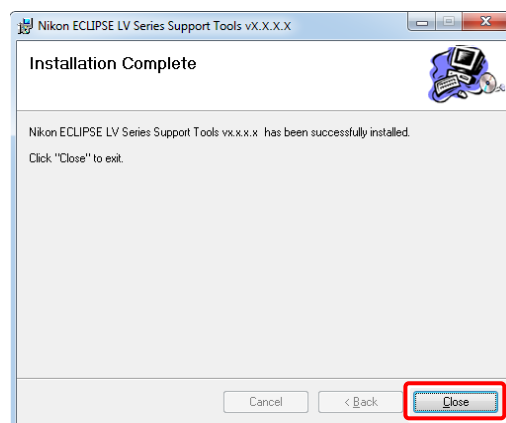 Nikon ECLIPSE LV Series Support Tools vX.X.X.X
Installation Complete
Nikon ECLIPSE LV Series Support Tools vx.x.x.x has been successfully installed.
Click "Close" to exit.
Cancel < Back Close